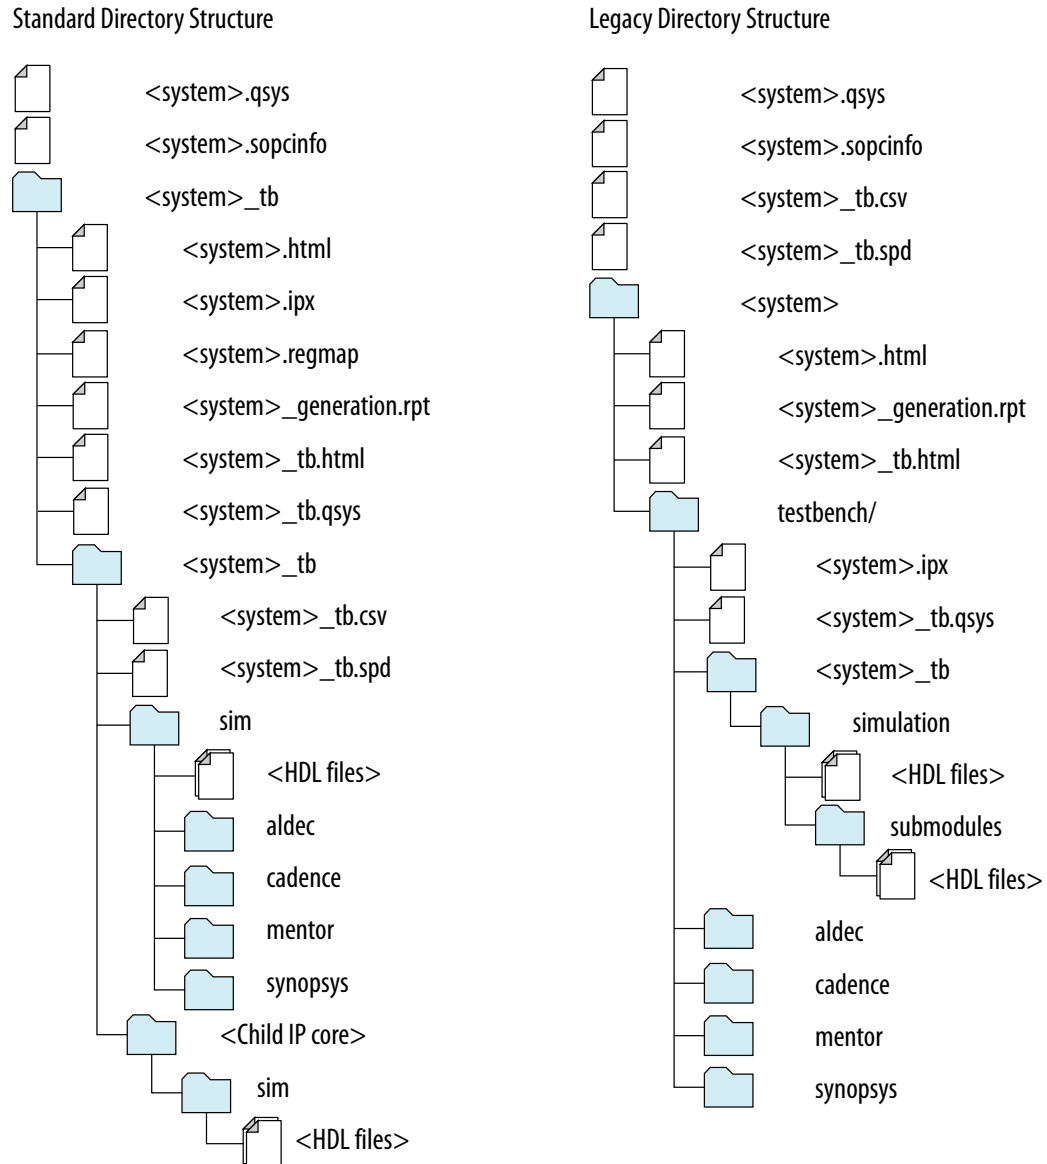 Standard Directory Structure
<system>.qsys
<system>.sopcinfo
<system>_tb
<system>.html
<system>.ipx
<system>.regmap
<system>_generation.rpt
<system>_tb.html
<system>_tb.qsys
<system>_tb
<system>_tb.csv
<system>_tb.spd
sim
<HDL files>
aldec
cadence
mentor
synopsys
<Child IP core>
sim
<HDL files>
Legacy Directory Structure
<system>.qsys
<system>.sopcinfo
<system>_tb.csv
<system>_tb.spd
<system>
<system>.html
<system>_generation.rpt
<system>_tb.html
testbench/
<system>.ipx
<system>_tb.qsys
<system>_tb
simulation
<HDL files>
submodules
<HDL files>
aldec
cadence
mentor
synopsys